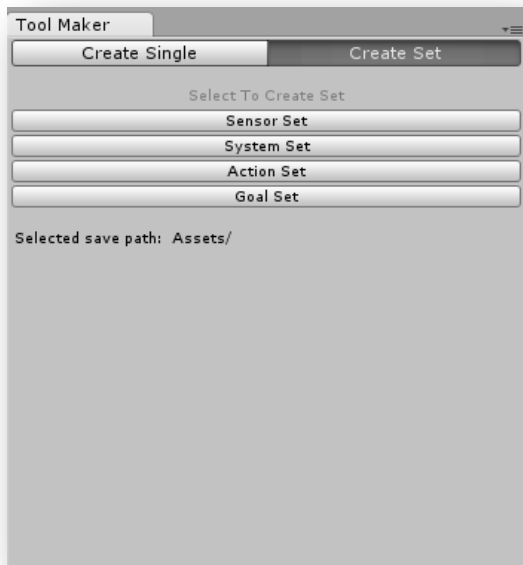 Tool Maker
Create Single Create Set
Select To Create Set
Sensor Set
System Set
Action Set
Goal Set
Selected save path: Assets/